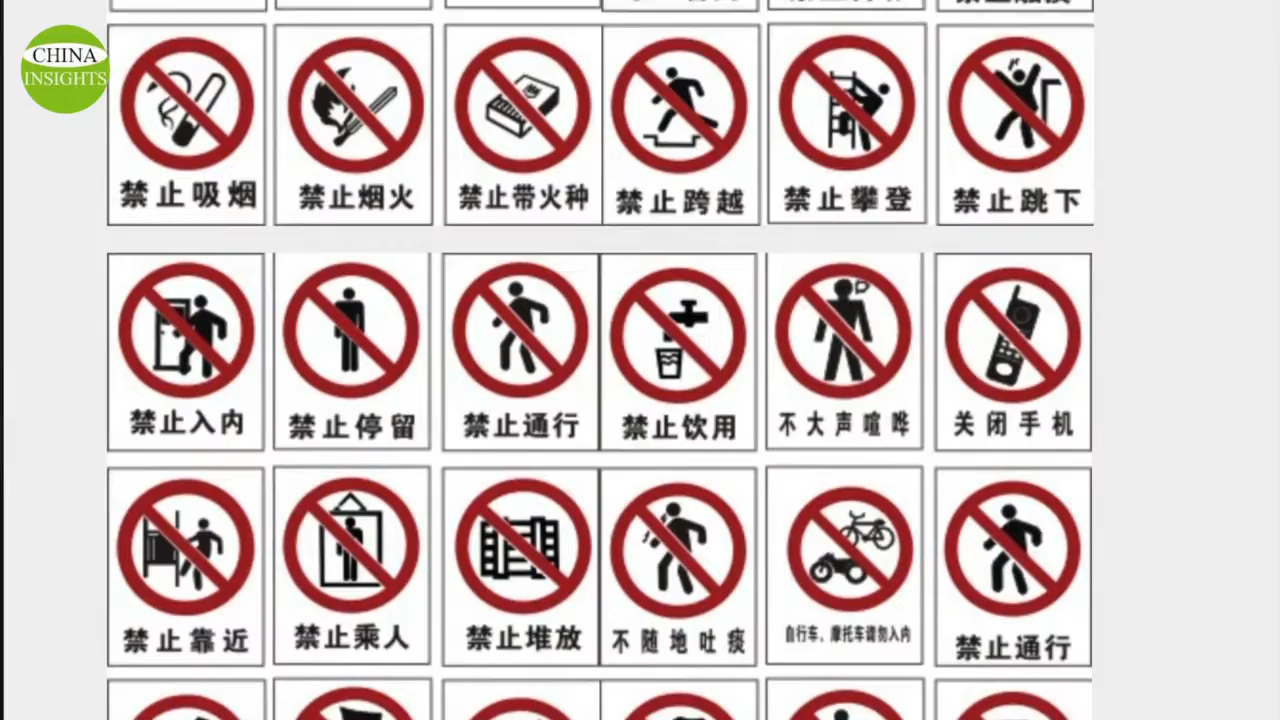 CHINA
INSIGHTS
禁止吸烟
禁止烟火
禁止带火种
禁止跨越
禁止攀登
禁止跳下
禁止入内
禁止停留
禁止通行
禁止饮用
不大声喧哗
关闭手机
禁止靠近
禁止乘人
禁止堆放
不随地吐痰
自行车、摩托车请勿入内
禁止通行